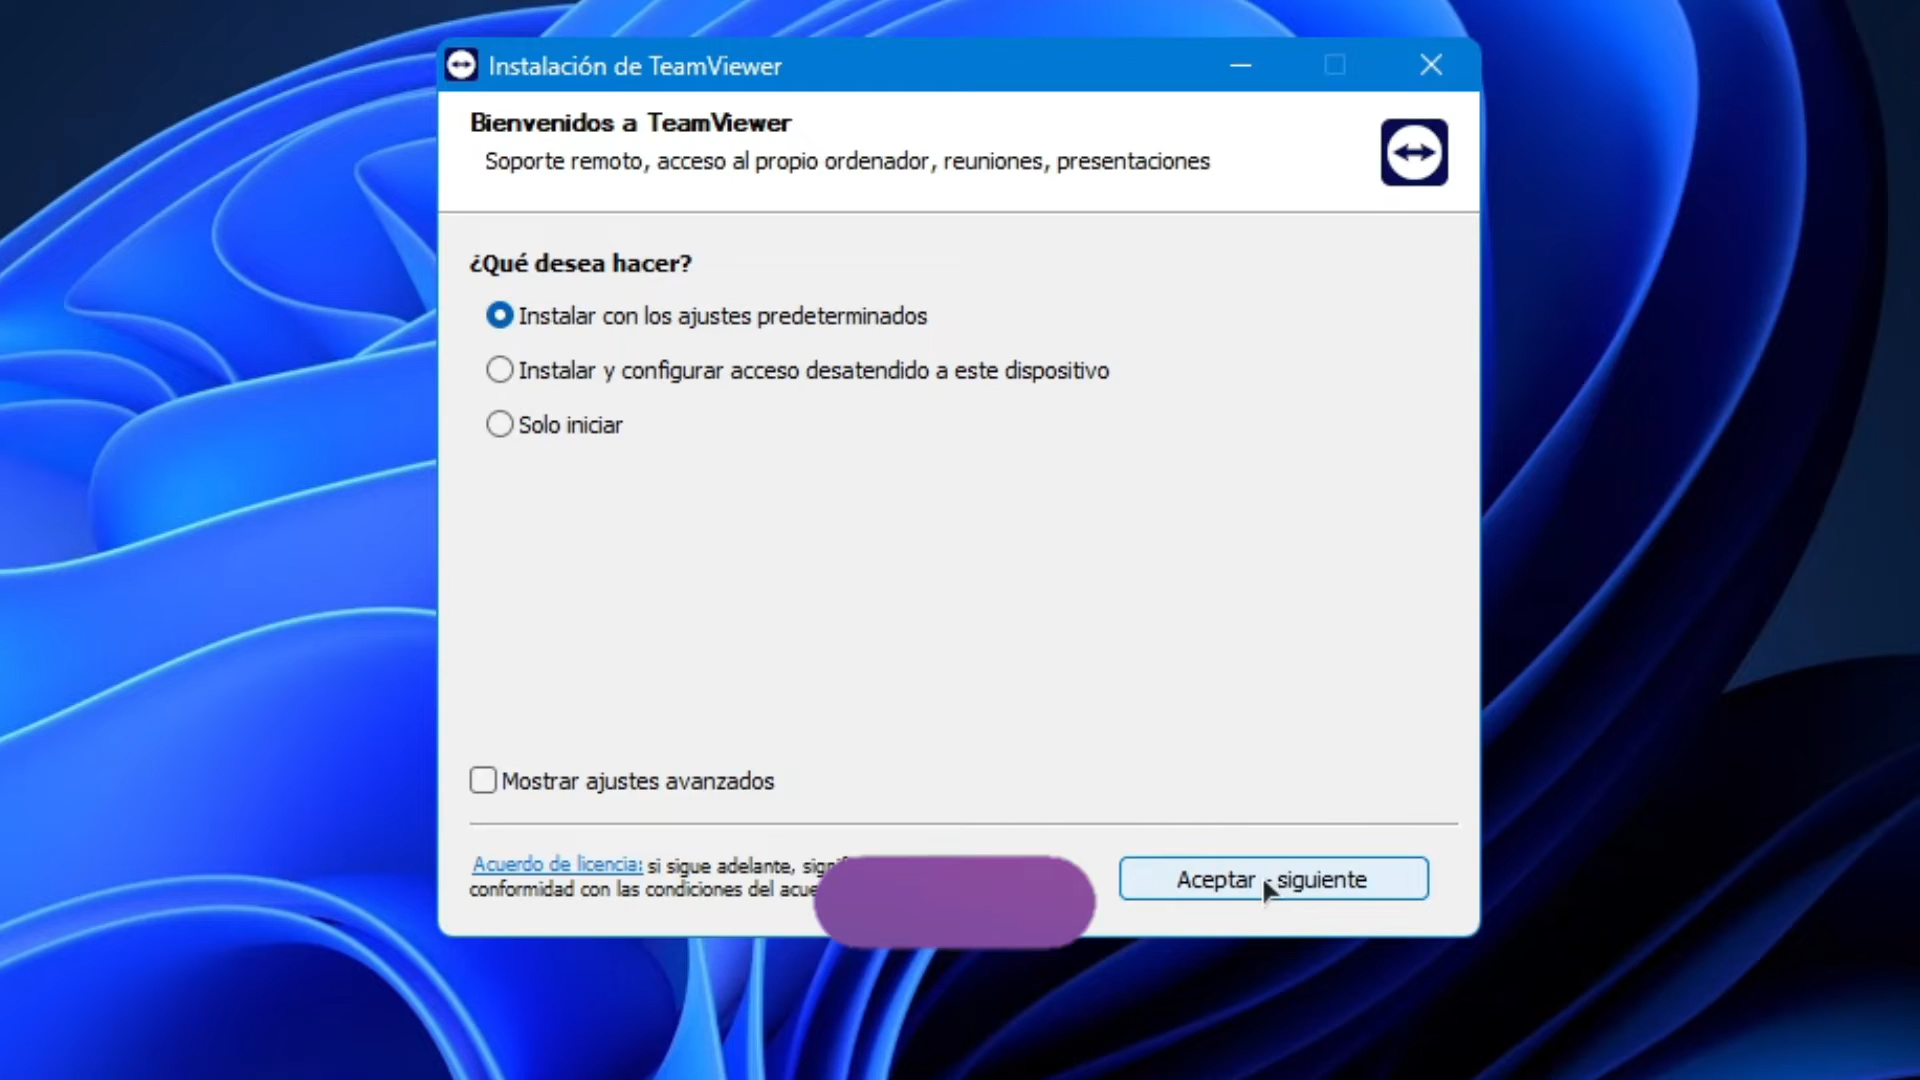 Instalación de TeamViewer
Bienvenidos a TeamViewer
Soporte remoto, acceso al propio ordenador, reuniones, presentaciones
¿Qué desea hacer?
Instalar con los ajustes predeterminados
Instalar y configurar acceso desatendido a este dispositivo
Solo iniciar
Mostrar ajustes avanzados
Acuerdo de licencia: si sigue adelante,
conformidad con las condiciones del
Aceptar - siguiente